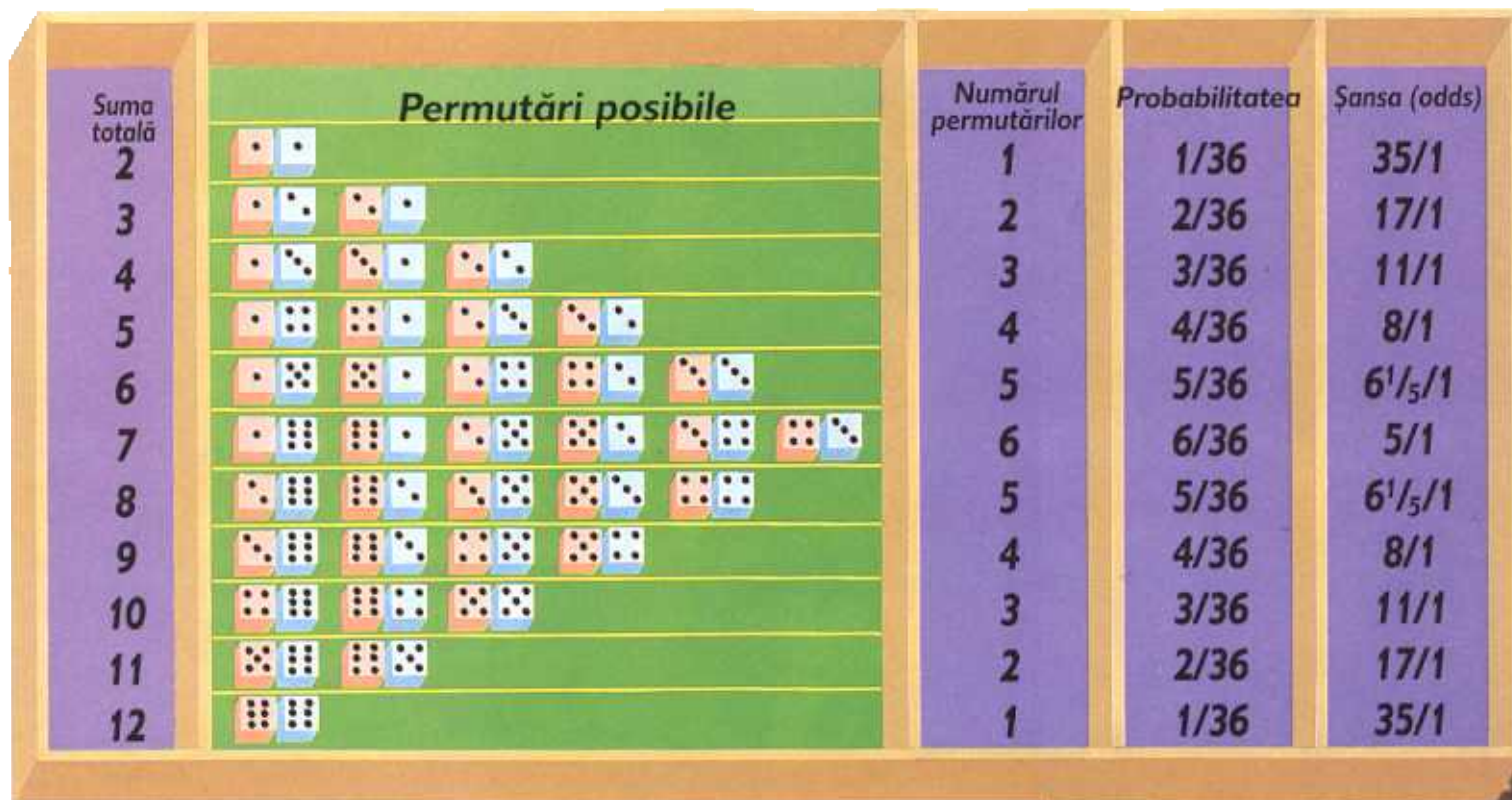 Suma totală
Permutări posibile
Numărul permutărilor
Probabilitatea
Șansa (odds)
2 1 1/36 35/1
3 2 2/36 17/1
4 3 3/36 11/1
5 4 4/36 8/1
6 5 5/36 6¹/₅/1
7 6 6/36 5/1
8 5 5/36 6¹/₅/1
9 4 4/36 8/1
10 3 3/36 11/1
11 2 2/36 17/1
12 1 1/36 35/1